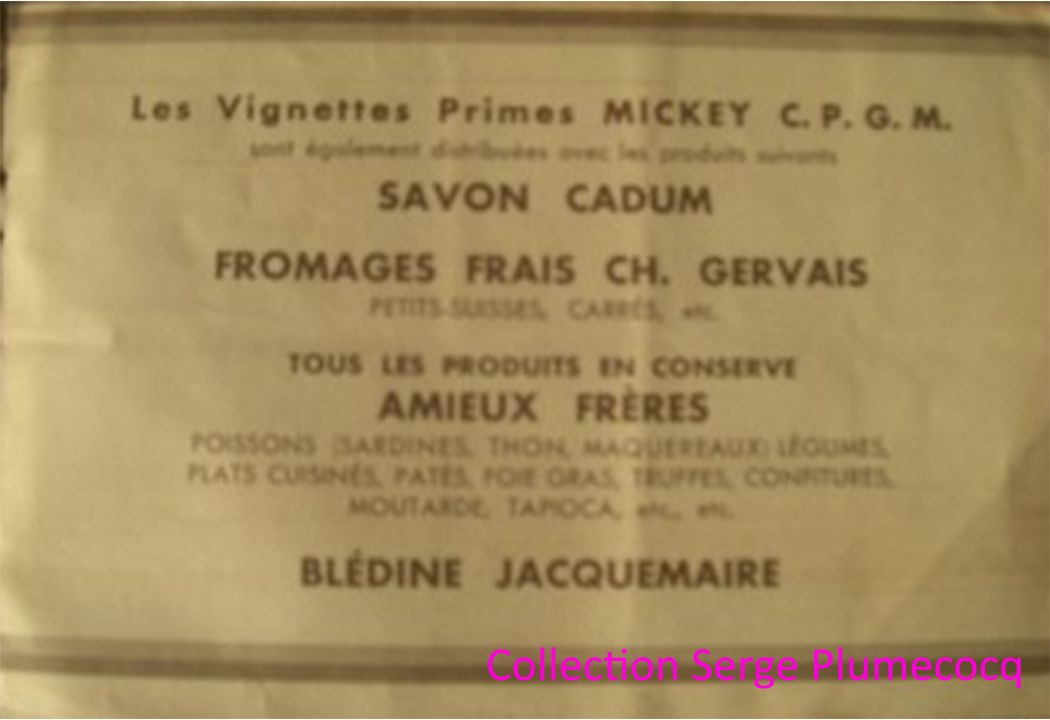 Les Vignettes Primes MICKEY C. P. G. M.
sont également distribuées avec les produits suivants
SAVON CADUM
FROMAGES FRAIS CH. GERVAIS
PETITS-SUISSES, CARRÉS, etc.
TOUS LES PRODUITS EN CONSERVE
AMIEUX FRÈRES
POISSONS (SARDINES, THON, MAQUEREAUX) LÉGUMES,
PLATS CUISINÉS, PATÉS, FOIE GRAS, TRUFFES, CONFITURES,
MOUTARDE, TAPIOCA, etc., etc.
BLÉDINE JACQUEMAIRE
Collection Serge Plumecocq